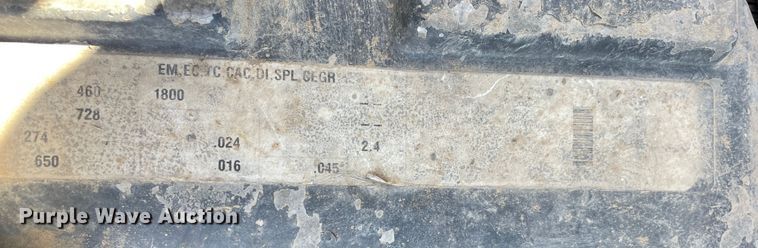 EM,EC,TC,CAC,DI,SPL,CEGR
460 1800 --
728 --
274 .024 2.4
650 016 .045
Purple Wave Auction